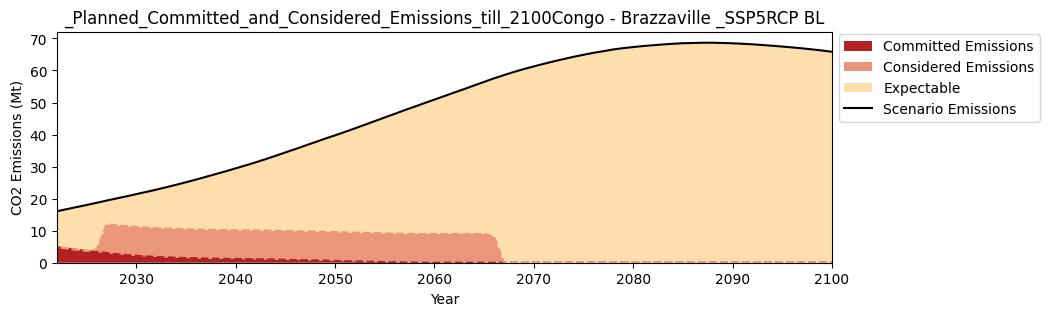 _Planned_Committed_and_Considered_Emissions_till_2100Congo - Brazzaville _SSP5RCP BL
70
60
50
40
30
20
10
0
CO2 Emissions (Mt)
2030 2040 2050 2060 2070 2080 2090 2100
Year
Committed Emissions
Considered Emissions
Expectable
Scenario Emissions